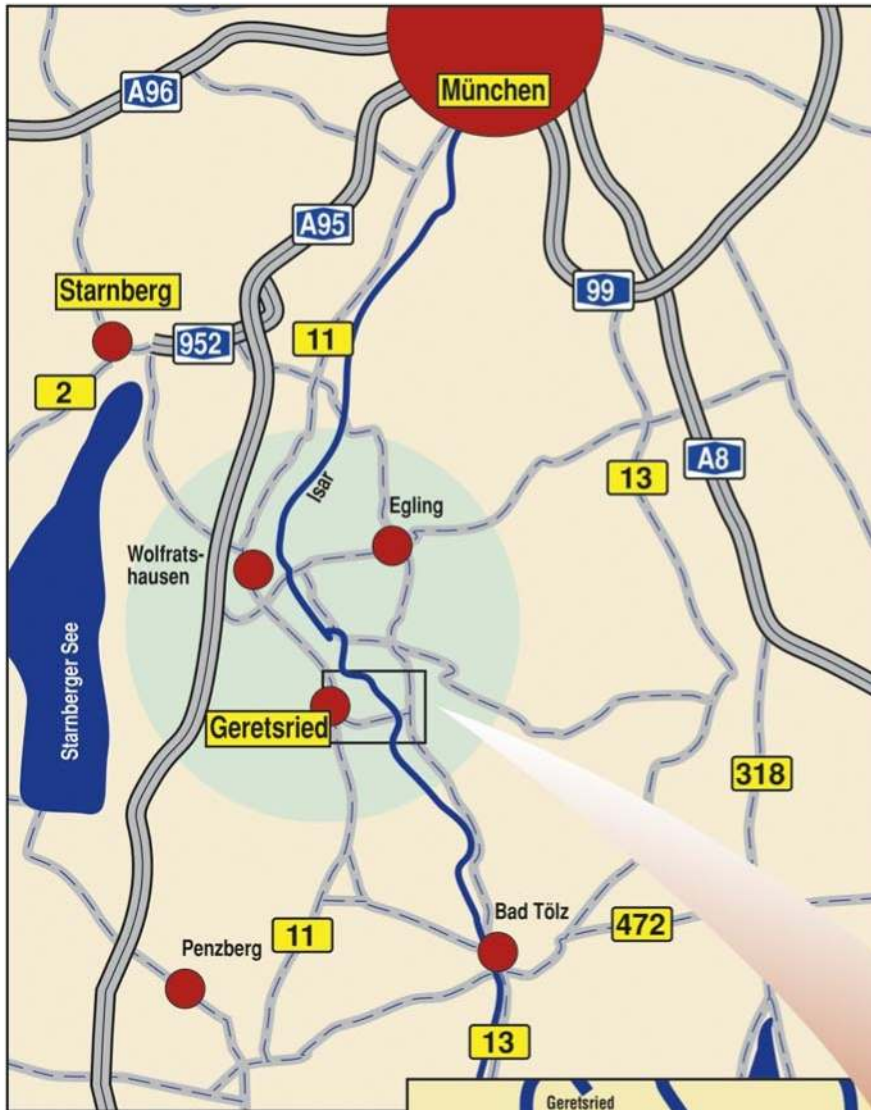 München
A96
A95
Starnberg
99
952
11
2
A8
13
Isar
Egling
Wolfrats-
hausen
Starnberger See
Geretsried
318
Bad Tölz
472
11
Penzberg
13
Geretsried